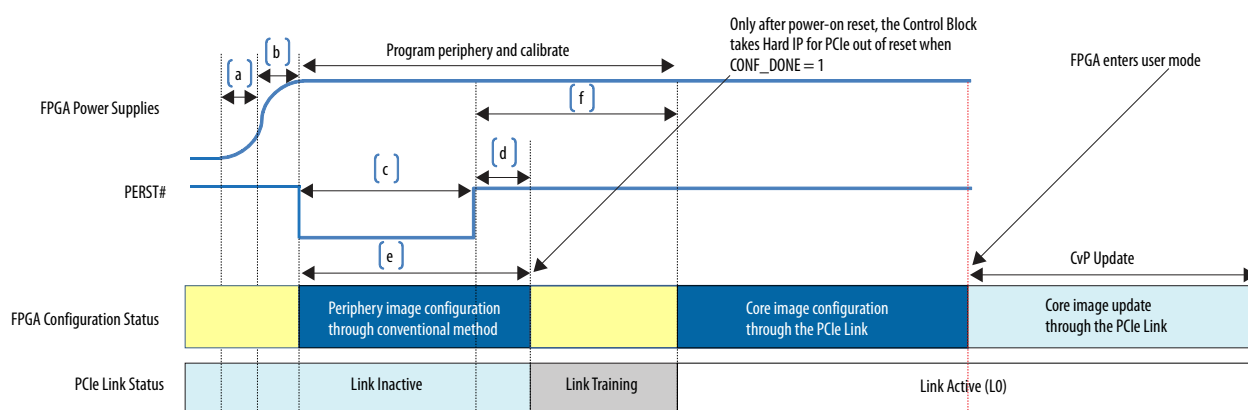 Only after power-on reset, the Control Block
takes Hard IP for PCIe out of reset when
CONF_DONE = 1
[b]
Program periphery and calibrate
FPGA enters user mode
[a]
FPGA Power Supplies
[f]
[d]
[c]
PERST#
[e]
CvP Update
FPGA Configuration Status
Periphery image configuration
through conventional method
Core image configuration
through the PCIe Link
Core image update
through the PCIe Link
PCIe Link Status
Link Inactive
Link Training
Link Active (L0)